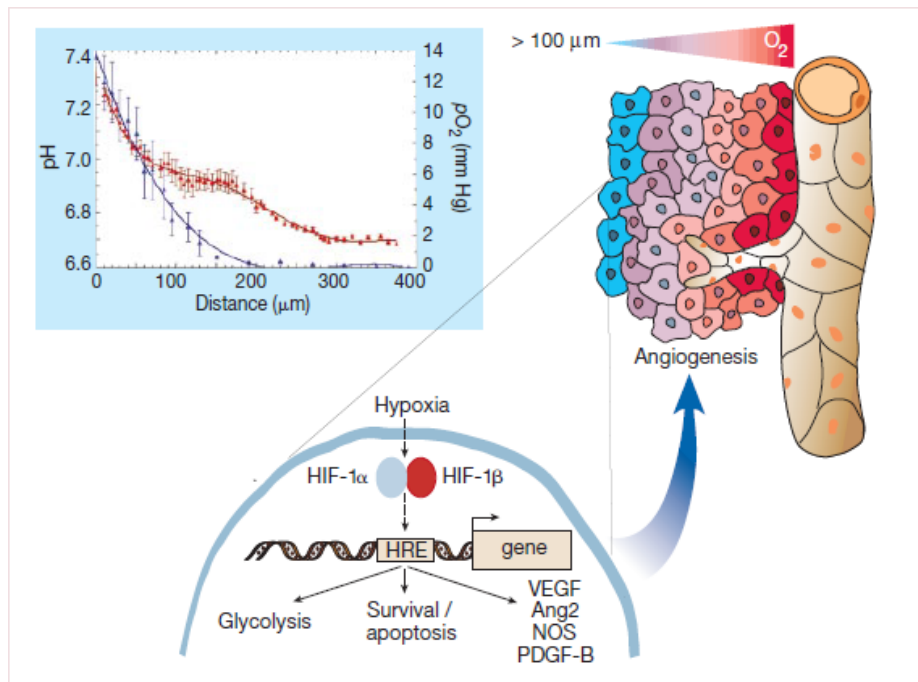 7.4
7.2
7.0
6.8
6.6
pH
0
100
200
300
400
Distance (μm)
14
12
10
8
6
4
2
0
pO₂ (mm Hg)
> 100 μm
O₂
Angiogenesis
Hypoxia
HIF-1α
HIF-1β
HRE
gene
Glycolysis
Survival /
apoptosis
VEGF
Ang2
NOS
PDGF-B